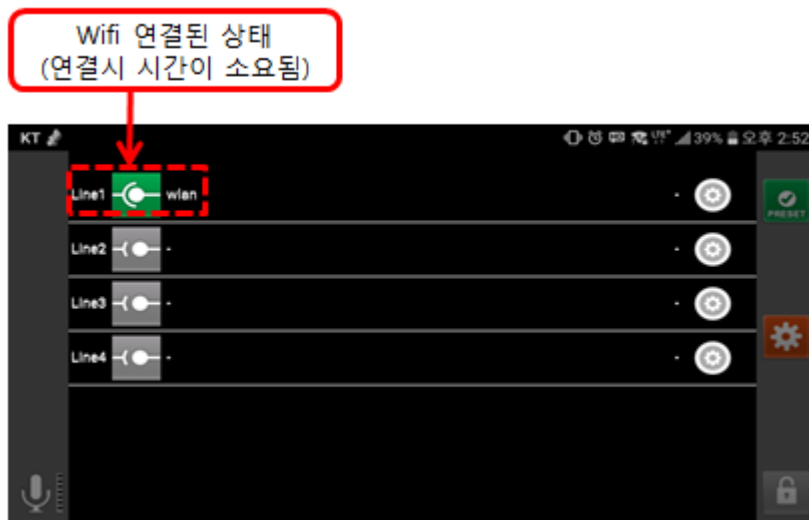 Wifi 연결된 상태
(연결시 시간이 소요됨)
KT 39% 오후 2:52
Line1 wlan -
PRESET
Line2 - -
Line3 - -
Line4 - -